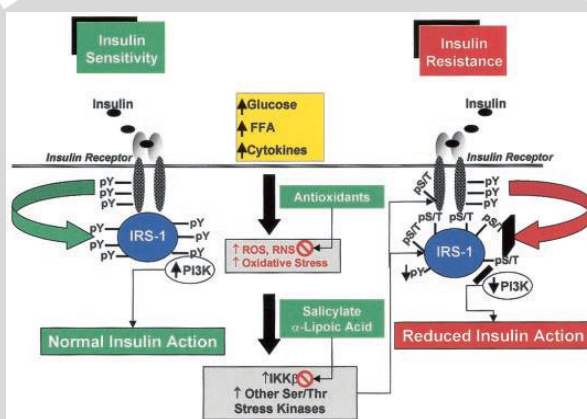 Insulin
Sensitivity
Insulin
Resistance
Insulin
↑Glucose
↑FFA
↑Cytokines
Insulin
Insulin Receptor
Insulin Receptor
pY
pY
pY
pY
pY
pY
pY
pY
pY
IRS-1
↑PI3K
Normal Insulin Action
Antioxidants
↑ ROS, RNS
↑ Oxidative Stress
Salicylate
α-Lipoic Acid
↑IKKβ
↑ Other Ser/Thr
Stress Kinases
pS/T
pY
pY
pY
pS/T
pS/T
pS/T
pS/T
IRS-1
pS/T
↓pY
↓PI3K
Reduced Insulin Action